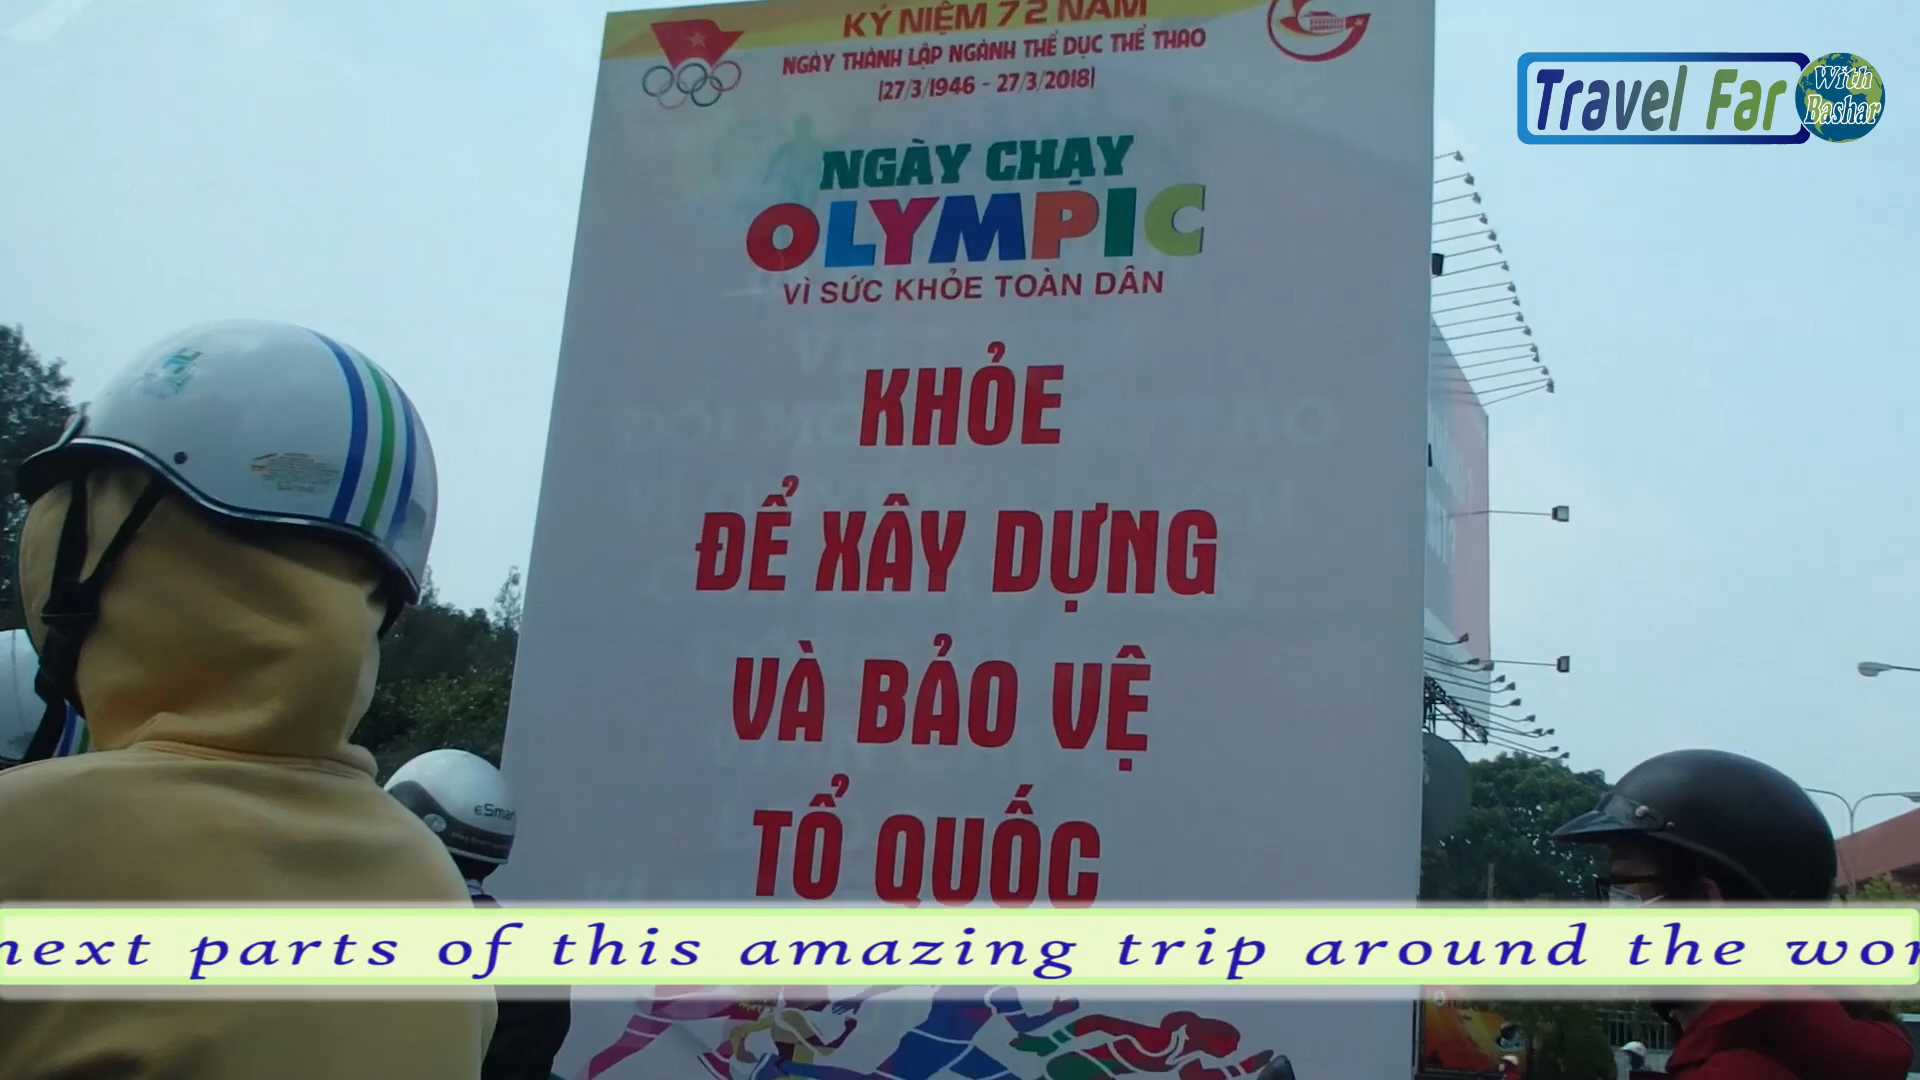 KỶ NIỆM 72 NĂM
NGÀY THÀNH LẬP NGÀNH THỂ DỤC THỂ THAO
(27/3/1946 - 27/3/2018)
NGÀY CHẠY
OLYMPIC
VÌ SỨC KHỎE TOÀN DÂN
KHỎE
ĐỂ XÂY DỰNG
VÀ BẢO VỆ
TỔ QUỐC
Travel Far
With
Bashar
next parts of this amazing trip around the wor